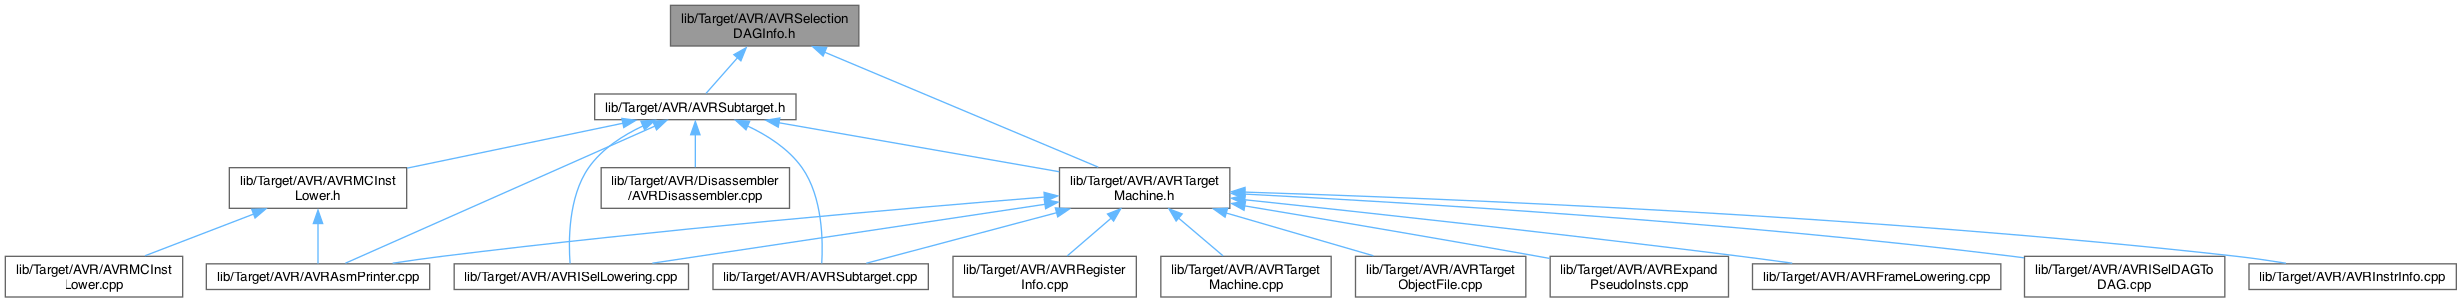 lib/Target/AVR/AVRSelection
DAGInfo.h
lib/Target/AVR/AVRSubtarget.h
lib/Target/AVR/AVRMCInst
Lower.h
lib/Target/AVR/Disassembler
/AVRDisassembler.cpp
lib/Target/AVR/AVRTarget
Machine.h
lib/Target/AVR/AVRMCInst
Lower.cpp
lib/Target/AVR/AVRAsmPrinter.cpp
lib/Target/AVR/AVRISelLowering.cpp
lib/Target/AVR/AVRSubtarget.cpp
lib/Target/AVR/AVRRegister
Info.cpp
lib/Target/AVR/AVRTarget
Machine.cpp
lib/Target/AVR/AVRTarget
ObjectFile.cpp
lib/Target/AVR/AVRExpand
PseudoInsts.cpp
lib/Target/AVR/AVRFrameLowering.cpp
lib/Target/AVR/AVRISelDAGTo
DAG.cpp
lib/Target/AVR/AVRInstrInfo.cpp